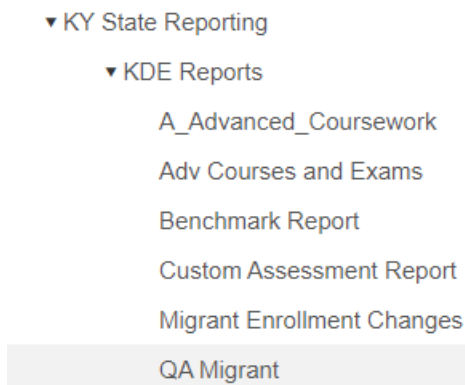 KY State Reporting
KDE Reports
A_Advanced_Coursework
Adv Courses and Exams
Benchmark Report
Custom Assessment Report
Migrant Enrollment Changes
QA Migrant